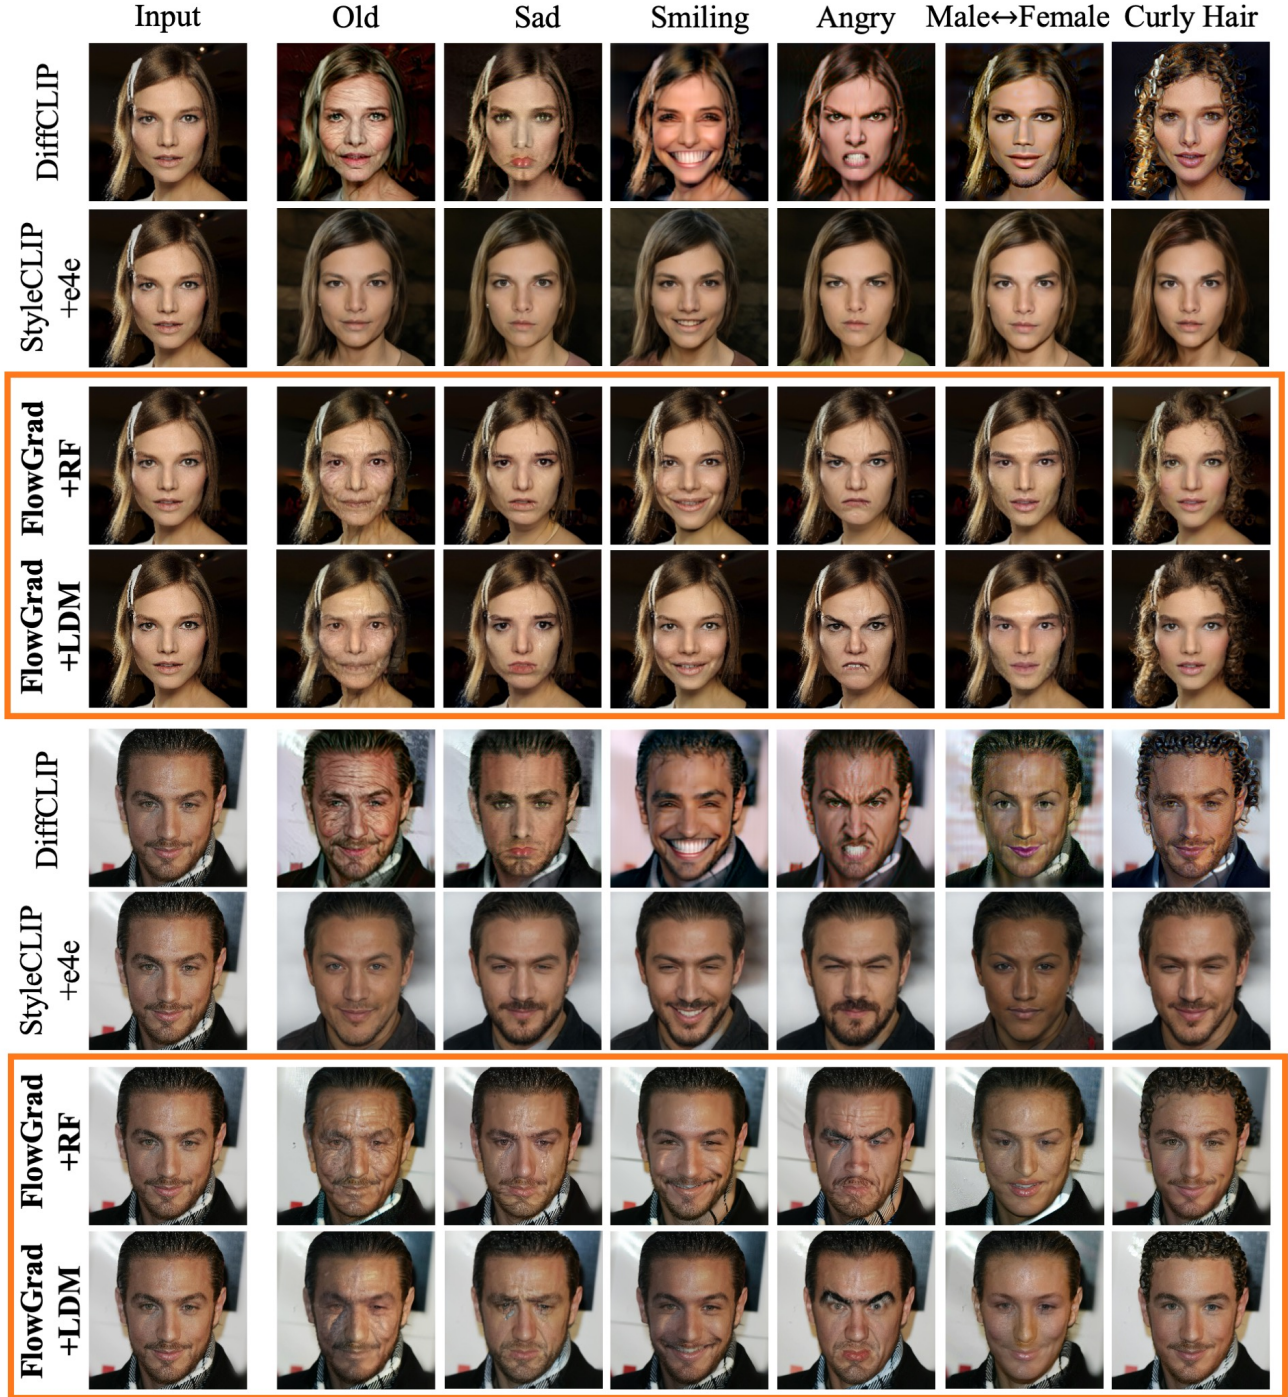 Input Old Sad Smiling Angry Male↔Female Curly Hair
DiffCLIP
StyleCLIP
+e4e
FlowGrad
+RF
FlowGrad
+LDM
DiffCLIP
StyleCLIP
+e4e
FlowGrad
+RF
FlowGrad
+LDM